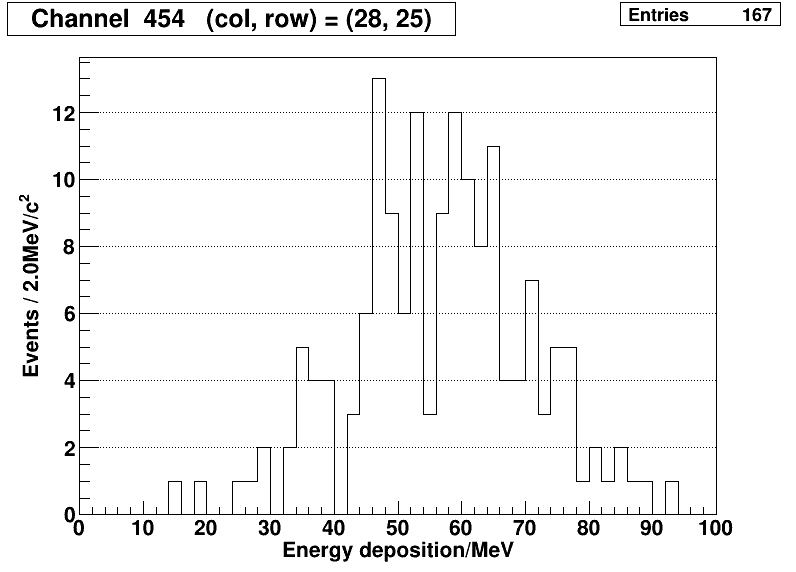 Channel 454 (col, row) = (28, 25)
Entries 167
Events / 2.0MeV/c²
12
10
8
6
4
2
0
0 10 20 30 40 50 60 70 80 90 100
Energy deposition/MeV